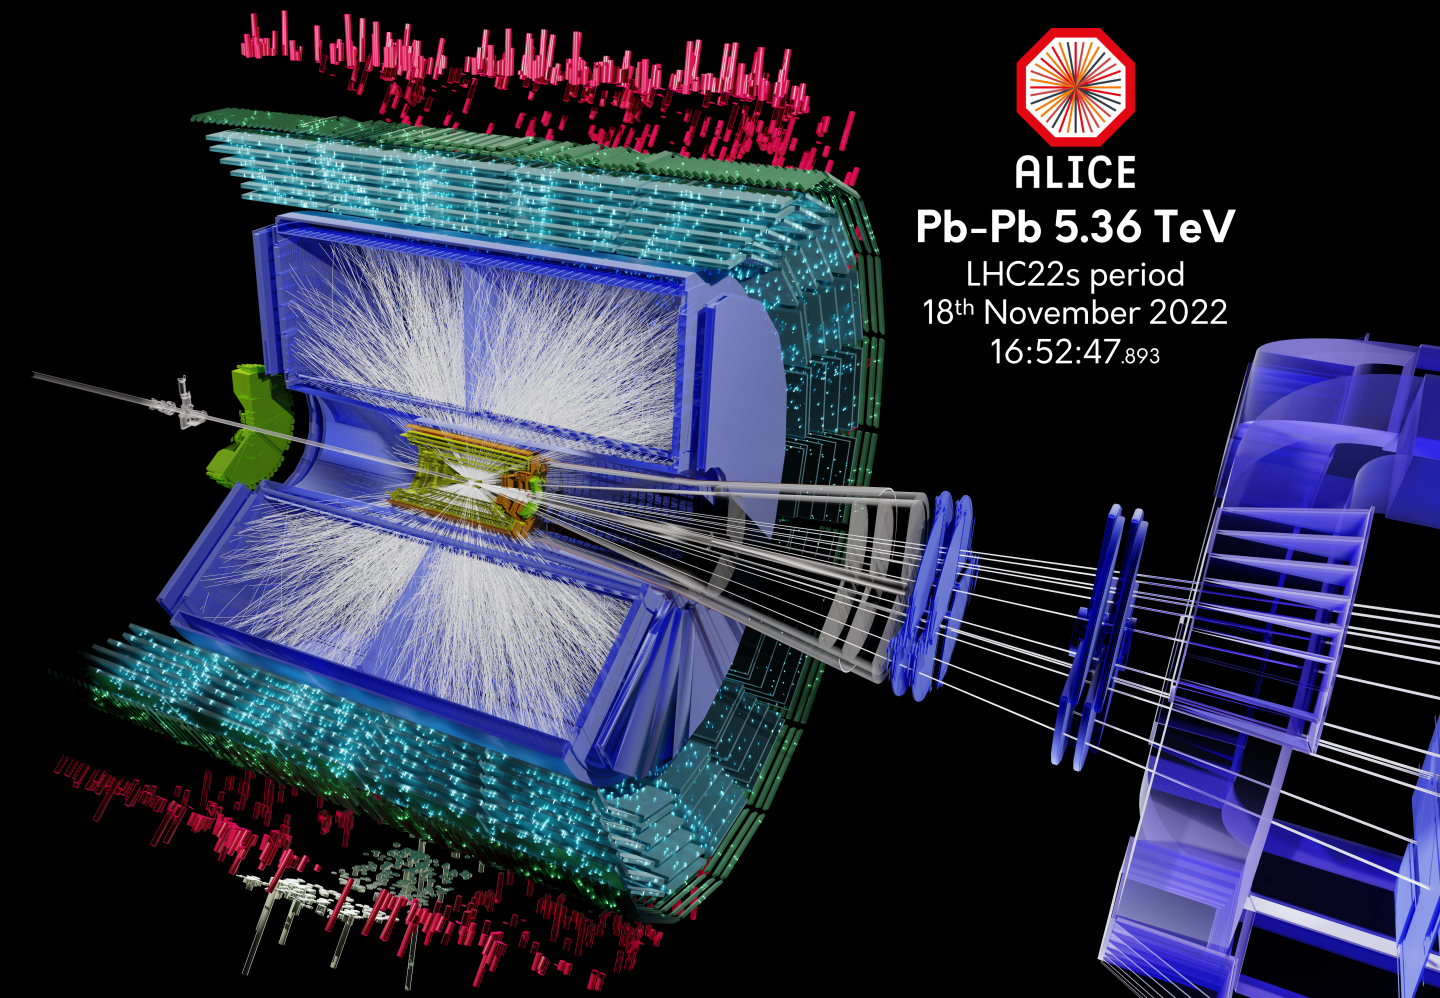 ALICE
Pb-Pb 5.36 TeV
LHC22s period
18th November 2022
16:52:47.893